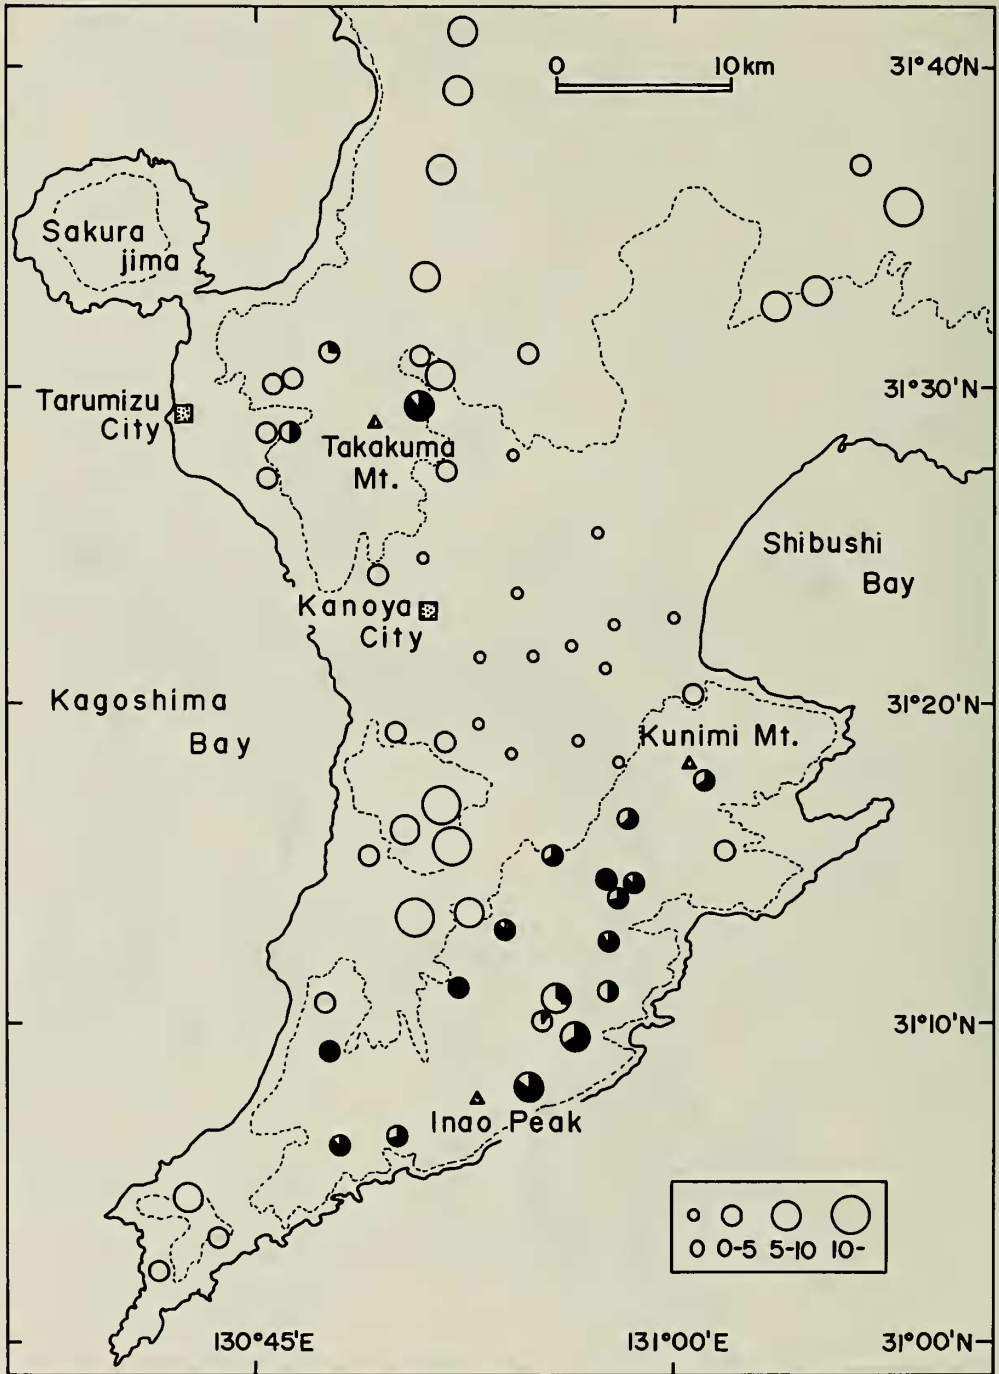 0 10km
31°40'N
Sakura
jima
31°30'N
Tarumizu
City
Takakuma
Mt.
Shibushi
Bay
Kanoya
City
Kagoshima
Bay
31°20'N
Kunimi Mt.
31°10'N
Inao Peak
0 0-5 5-10 10-
130°45'E
131°00'E
31°00'N